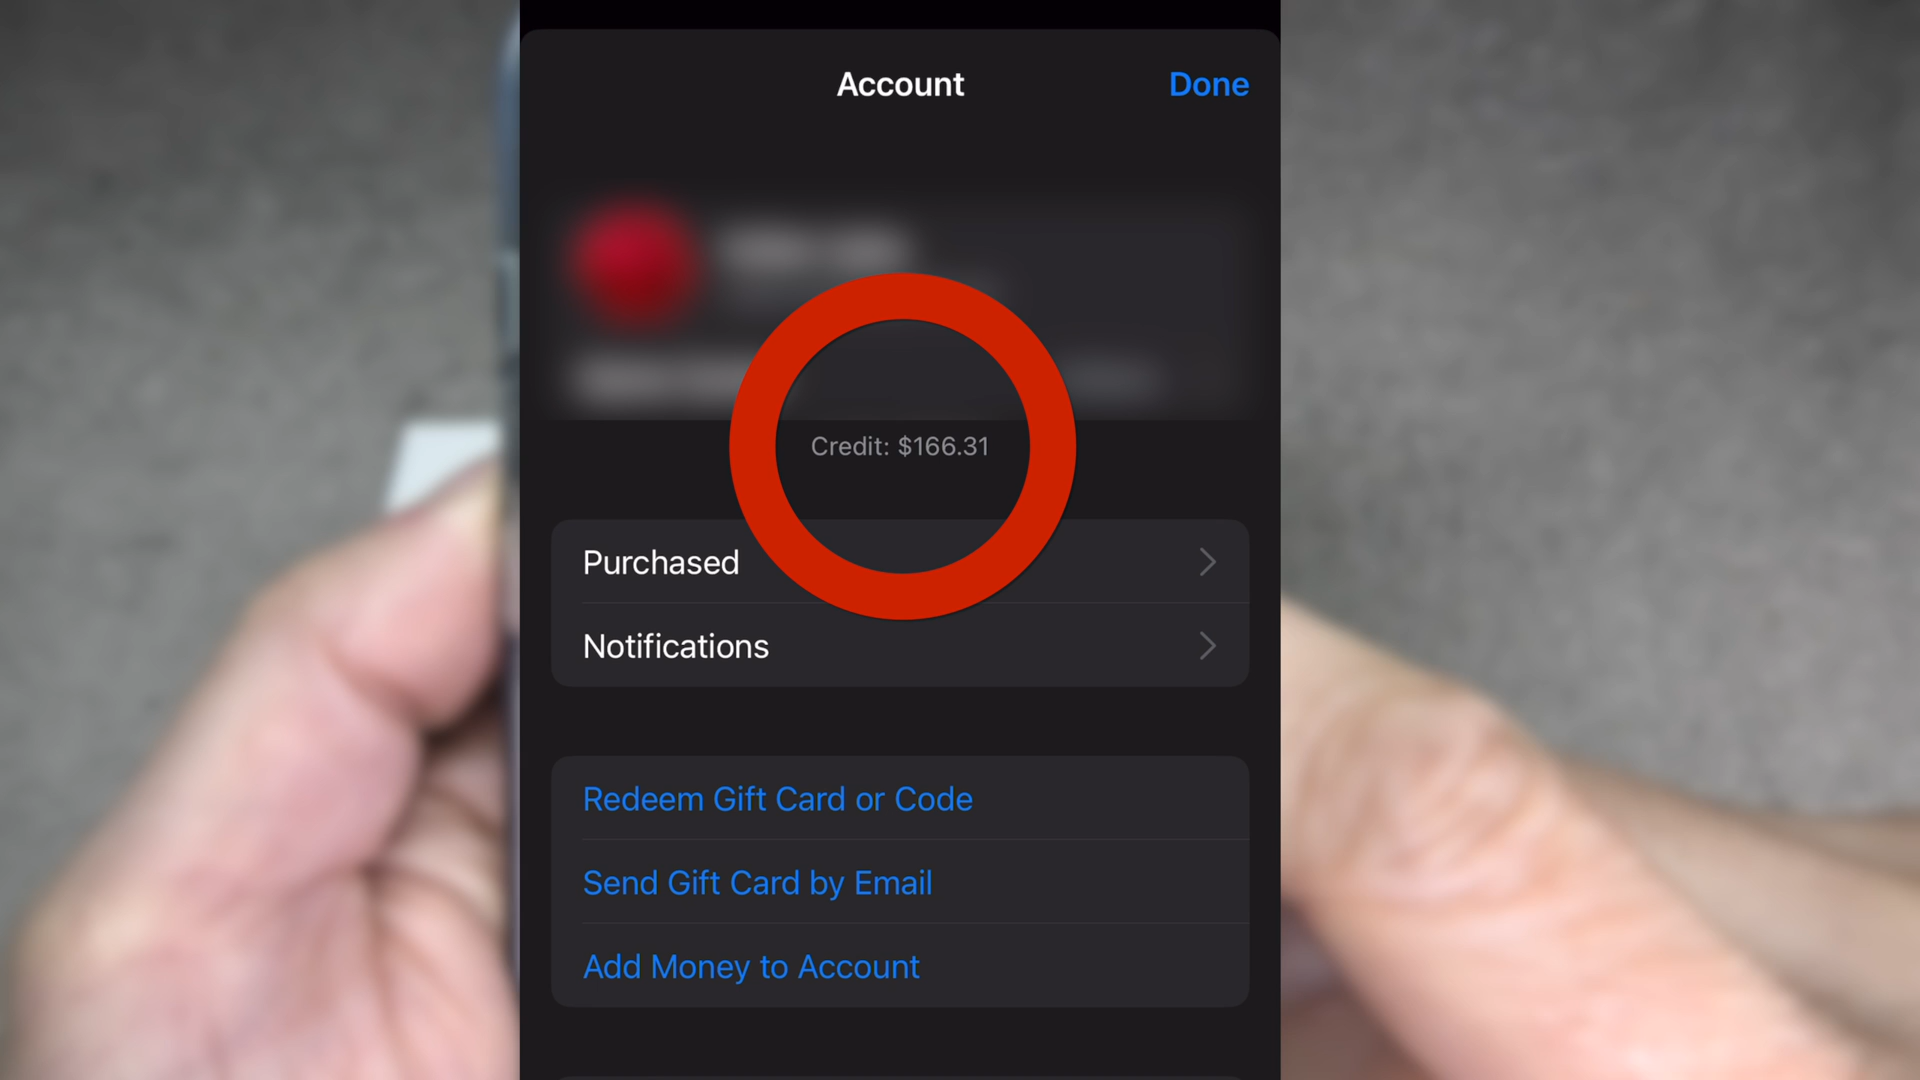 Account
Done
Credit: $166.31
Purchased
Notifications
Redeem Gift Card or Code
Send Gift Card by Email
Add Money to Account